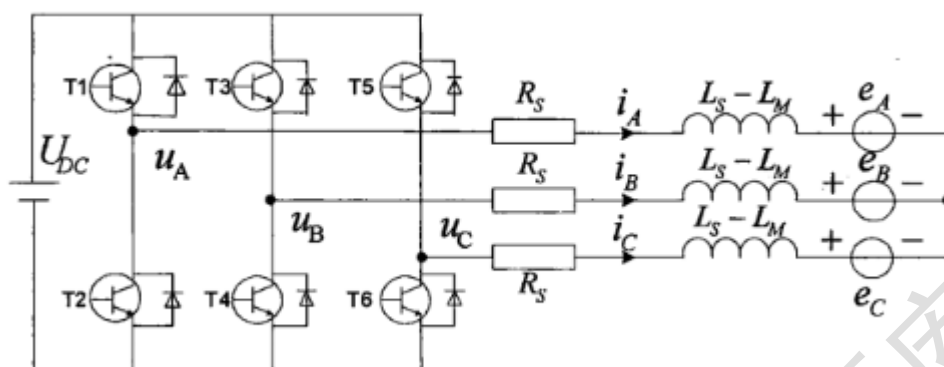 T1
T3
T5
U_DC
u_A
R_S
i_A
L_S − L_M
+ e_A −
u_B
R_S
i_B
L_S − L_M
+ e_B −
u_C
R_S
i_C
L_S − L_M
+ e_C −
T2
T4
T6